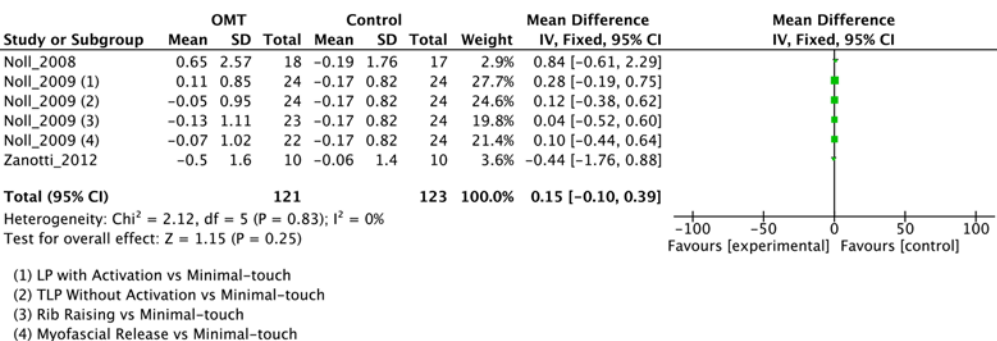 OMT Control Mean Difference Mean Difference
Study or Subgroup Mean SD Total Mean SD Total Weight IV, Fixed, 95% CI IV, Fixed, 95% CI
Noll_2008 0.65 2.57 18 −0.19 1.76 17 2.9% 0.84 [−0.61, 2.29]
Noll_2009 (1) 0.11 0.85 24 −0.17 0.82 24 27.7% 0.28 [−0.19, 0.75]
Noll_2009 (2) −0.05 0.95 24 −0.17 0.82 24 24.6% 0.12 [−0.38, 0.62]
Noll_2009 (3) −0.13 1.11 23 −0.17 0.82 24 19.8% 0.04 [−0.52, 0.60]
Noll_2009 (4) −0.07 1.02 22 −0.17 0.82 24 21.4% 0.10 [−0.44, 0.64]
Zanotti_2012 −0.5 1.6 10 −0.06 1.4 10 3.6% −0.44 [−1.76, 0.88]
Total (95% CI) 121 123 100.0% 0.15 [−0.10, 0.39]
Heterogeneity: Chi² = 2.12, df = 5 (P = 0.83); I² = 0%
Test for overall effect: Z = 1.15 (P = 0.25)
−100 −50 0 50 100
Favours [experimental] Favours [control]
(1) LP with Activation vs Minimal−touch
(2) TLP Without Activation vs Minimal−touch
(3) Rib Raising vs Minimal−touch
(4) Myofascial Release vs Minimal−touch